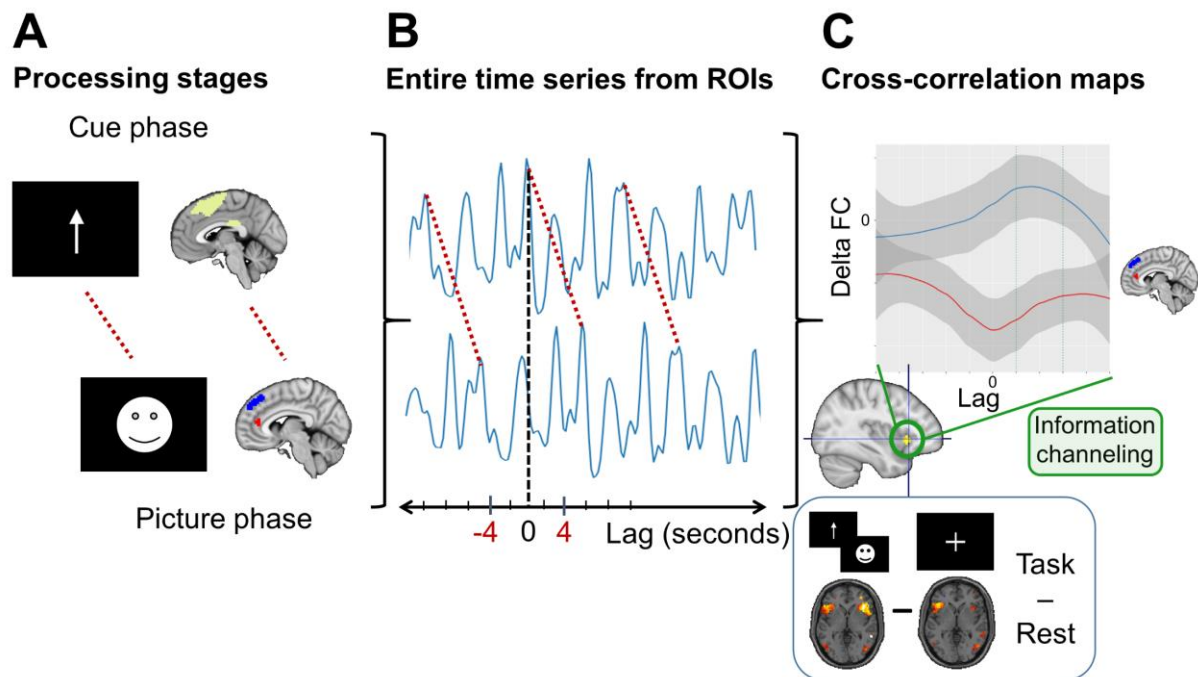 A
Processing stages
Cue phase
Picture phase
B
Entire time series from ROIs
-4 0 4 Lag (seconds)
C
Cross-correlation maps
Delta FC
0
0
Lag
Information
channeling
Task
–
Rest